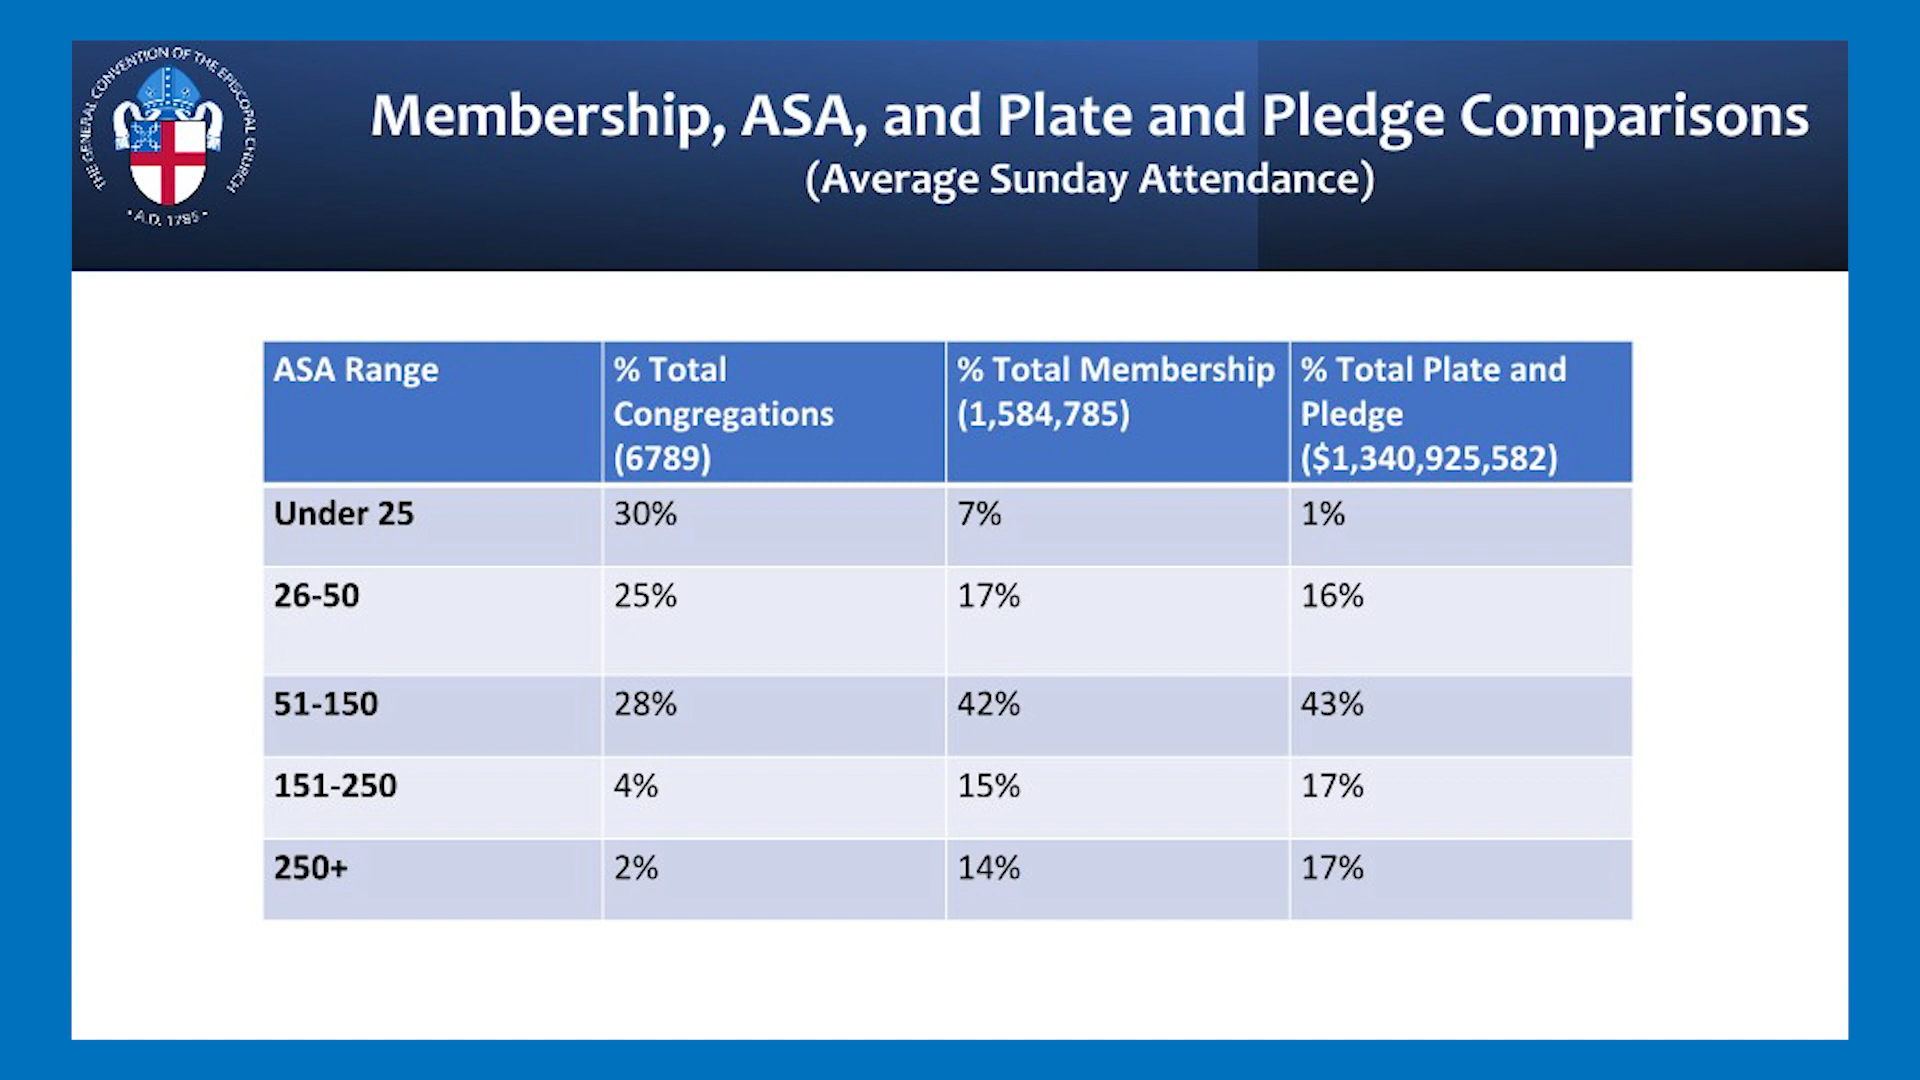 THE GENERAL CONVENTION OF THE EPISCOPAL CHURCH
• A.D. 1785 •
Membership, ASA, and Plate and Pledge Comparisons
(Average Sunday Attendance)
ASA Range
% Total
Congregations
(6789)
% Total Membership
(1,584,785)
% Total Plate and
Pledge
($1,340,925,582)
Under 25
30%
7%
1%
26-50
25%
17%
16%
51-150
28%
42%
43%
151-250
4%
15%
17%
250+
2%
14%
17%